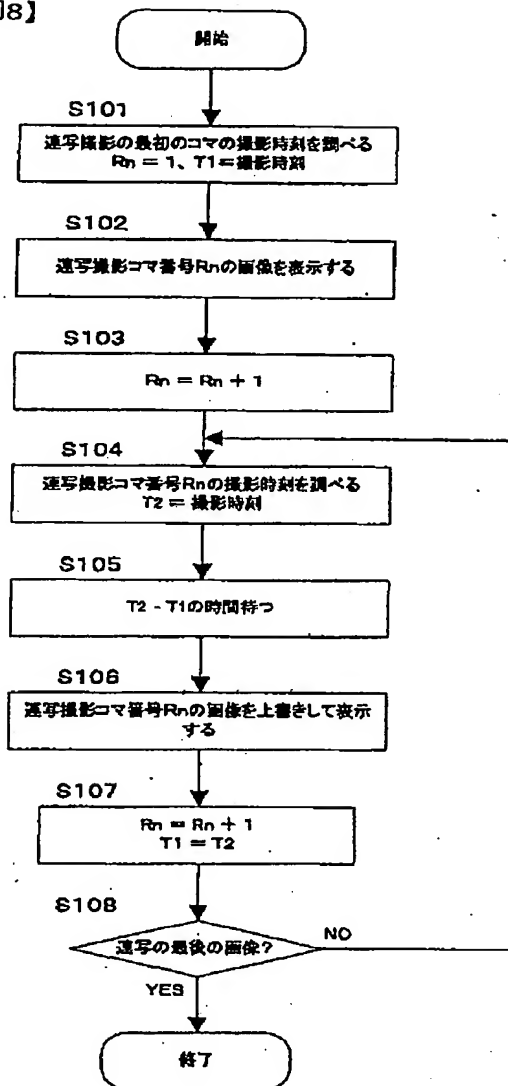 図8】
開始
S101
連写撮影の最初のコマの撮影時刻を調べる
Rn = 1、T1=撮影時刻
S102
連写撮影コマ番号Rnの画像を表示する
S103
Rn = Rn + 1
S104
連写撮影コマ番号Rnの撮影時刻を調べる
T2 = 撮影時刻
S105
T2 - T1の時間待つ
S106
連写撮影コマ番号Rnの画像を上書きして表示
する
S107
Rn = Rn + 1
T1 = T2
S108
連写の最後の画像?
NO
YES
終了